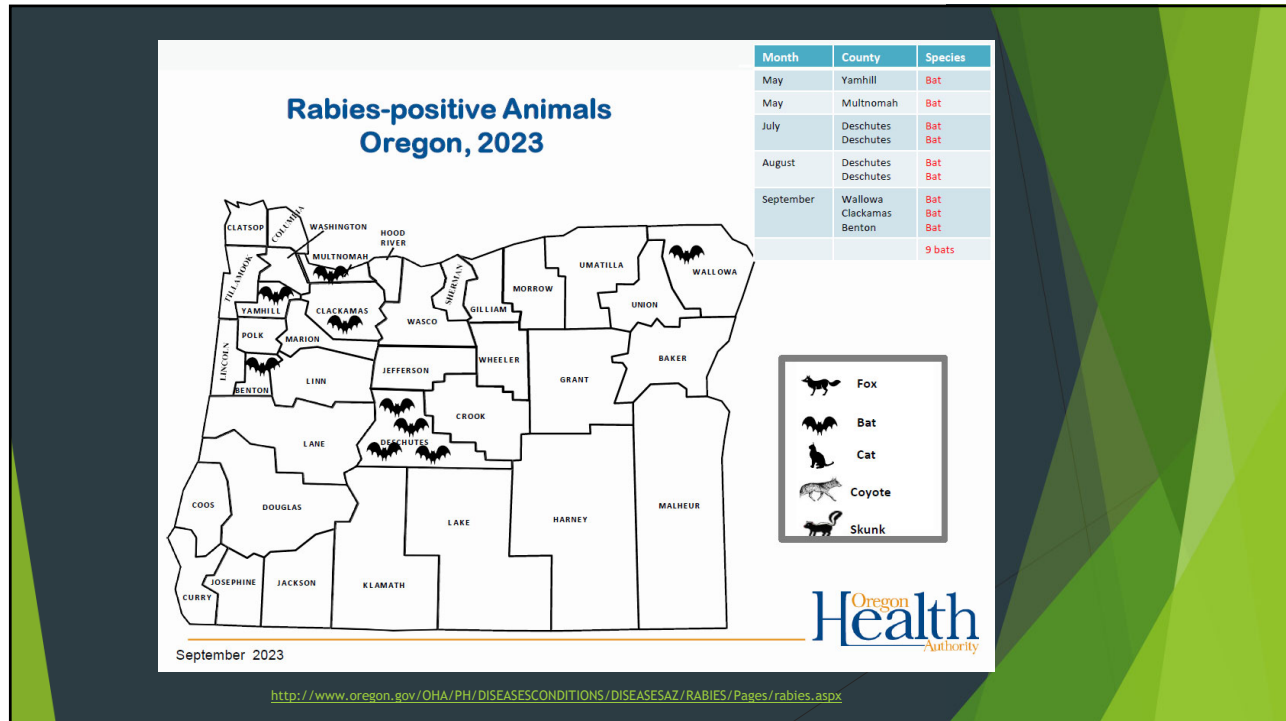 Rabies-positive Animals
Oregon, 2023
Month County Species
May Yamhill Bat
May Multnomah Bat
July Deschutes Bat
Deschutes Bat
August Deschutes Bat
Deschutes Bat
September Wallowa Bat
Clackamas Bat
Benton Bat
9 bats
CLATSOP
COLUMBIA
WASHINGTON
HOOD
RIVER
MULTNOMAH
TILLAMOOK
YAMHILL
CLACKAMAS
WASCO
SHERMAN
GILLIAM
MORROW
UMATILLA
UNION
WALLOWA
POLK
MARION
LINCOLN
BENTON
LINN
JEFFERSON
WHEELER
GRANT
BAKER
LANE
DESCHUTES
CROOK
COOS
DOUGLAS
LAKE
HARNEY
MALHEUR
CURRY
JOSEPHINE
JACKSON
KLAMATH
Fox
Bat
Cat
Coyote
Skunk
Oregon
Health
Authority
September 2023
http://www.oregon.gov/OHA/PH/DISEASESCONDITIONS/DISEASESAZ/RABIES/Pages/rabies.aspx